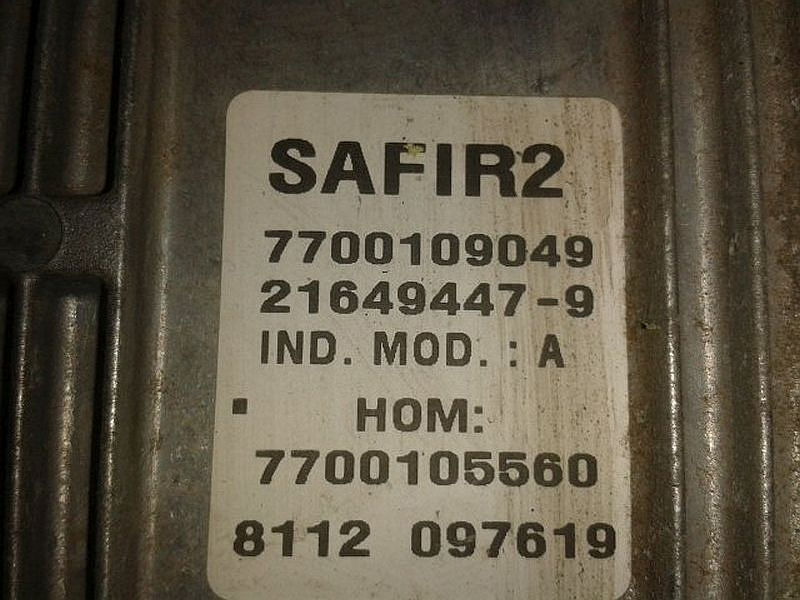 SAFIR2
7700109049
21649447-9
IND. MOD. : A
HOM:
7700105560
8112 097619